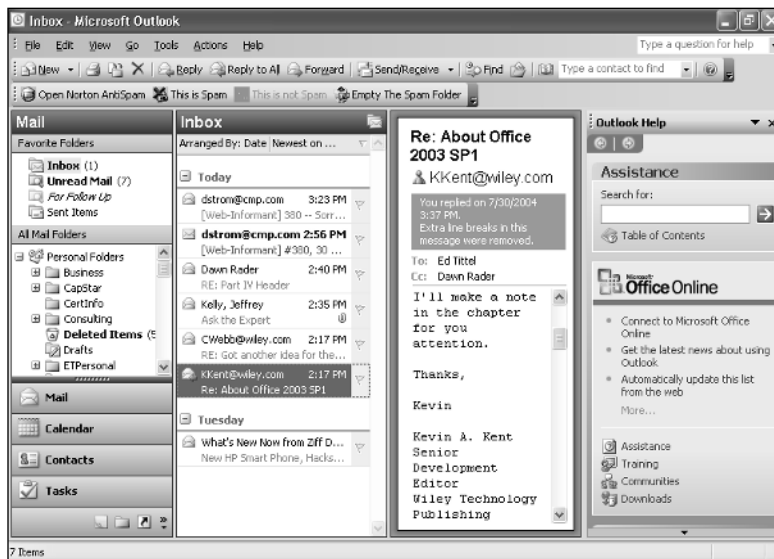 Inbox - Microsoft Outlook
File Edit View Go Tools Actions Help
Type a question for help
New Reply Reply to All Forward Send/Receive Find Type a contact to find
Open Norton AntiSpam This is Spam This is not Spam Empty The Spam Folder
Mail
Favorite Folders
Inbox (1)
Unread Mail (7)
For Follow Up
Sent Items
All Mail Folders
Personal Folders
Business
CapStar
CertInfo
Consulting
Deleted Items (5
Drafts
ETPersonal
Mail
Calendar
Contacts
Tasks
Inbox
Arranged By: Date Newest on ...
Today
dstrom@cmp.com 3:23 PM
[Web-Informant] 380 -- Sorr...
dstrom@cmp.com 2:56 PM
[Web-Informant] #380, 30 ...
Dawn Rader 2:40 PM
RE: Part IV Header
Kelly, Jeffrey 2:35 PM
Ask the Expert
CWebb@wiley.com 2:17 PM
RE: Got another idea for the...
KKent@wiley.com 2:17 PM
Re: About Office 2003 SP1
Tuesday
What's New Now from Ziff D...
New HP Smart Phone, Hacks...
Re: About Office
2003 SP1
KKent@wiley.com
You replied on 7/30/2004
3:37 PM.
Extra line breaks in this
message were removed.
To: Ed Tittel
Cc: Dawn Rader
I'll make a note
in the chapter
for you
attention.
Thanks,
Kevin
Kevin A. Kent
Senior
Development
Editor
Wiley Technology
Publishing
Outlook Help
Assistance
Search for:
Table of Contents
Microsoft
Office Online
Connect to Microsoft Office
Online
Get the latest news about using
Outlook
Automatically update this list
from the web
More...
Assistance
Training
Communities
Downloads
7 Items